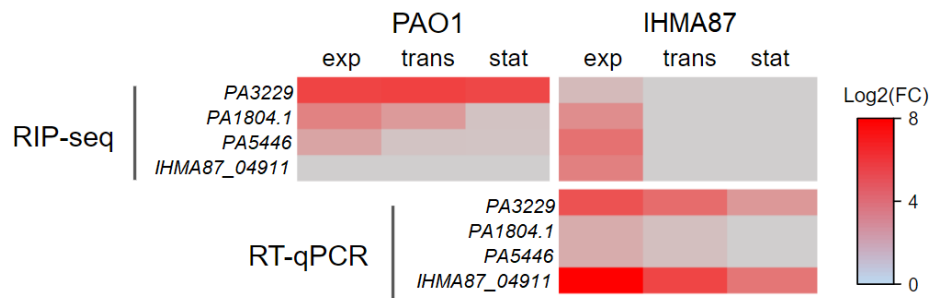 PAO1 IHMA87
exp trans stat exp trans stat
Log2(FC)
RIP-seq
PA3229
PA1804.1
PA5446
IHMA87_04911
8
4
0
RT-qPCR
PA3229
PA1804.1
PA5446
IHMA87_04911